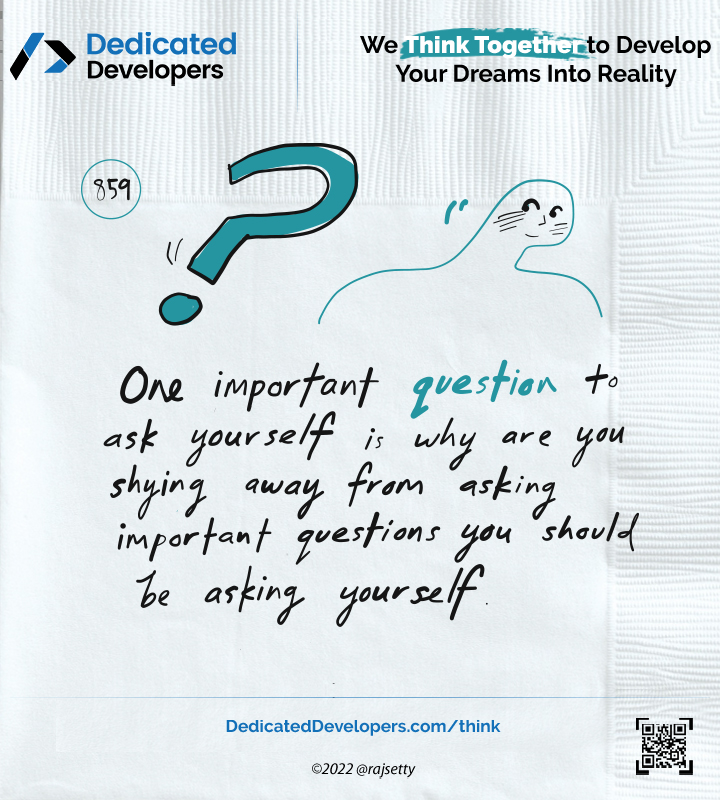 Dedicated
Developers
We Think Together to Develop
Your Dreams Into Reality
859
One important question to
ask yourself is why are you
shying away from asking
important questions you should
be asking yourself.
DedicatedDevelopers.com/think
©2022 @rajsetty